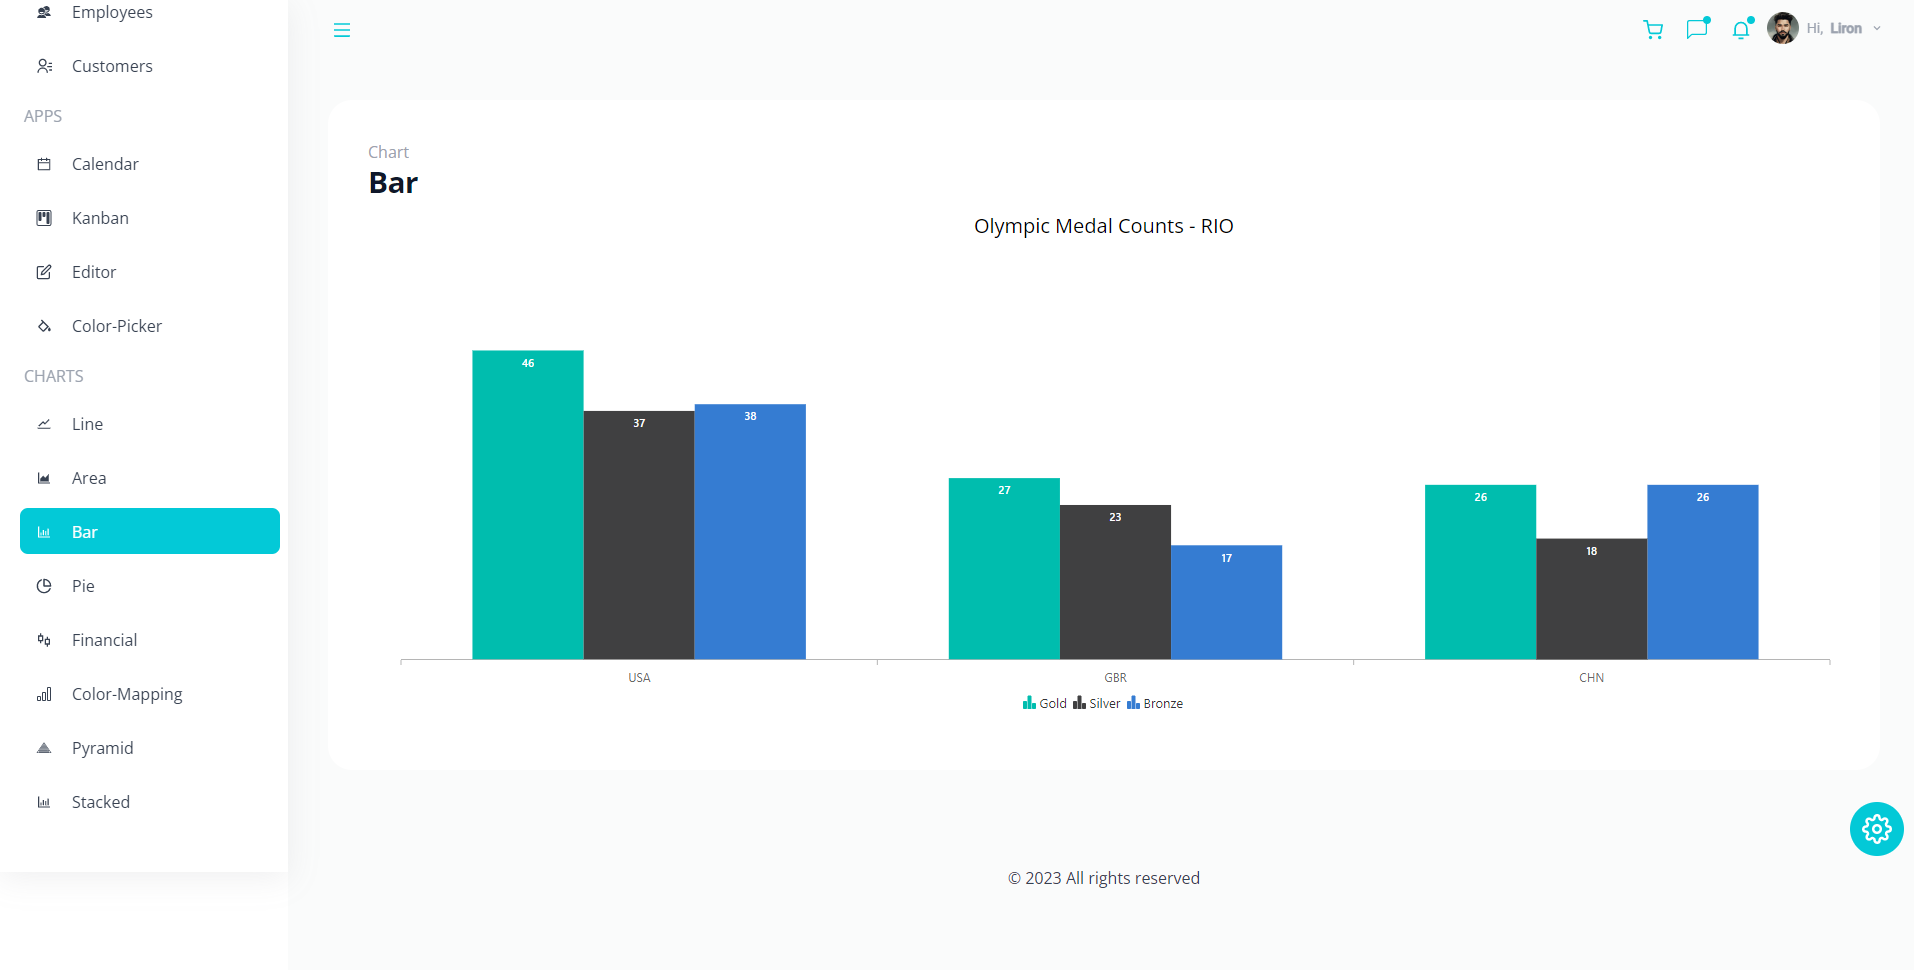 Employees
Customers
APPS
Calendar
Kanban
Editor
Color-Picker
CHARTS
Line
Area
Bar
Pie
Financial
Color-Mapping
Pyramid
Stacked
Hi, Liron
Chart
Bar
Olympic Medal Counts - RIO
46
37
38
27
23
17
26
18
26
USA GBR CHN
Gold Silver Bronze
© 2023 All rights reserved